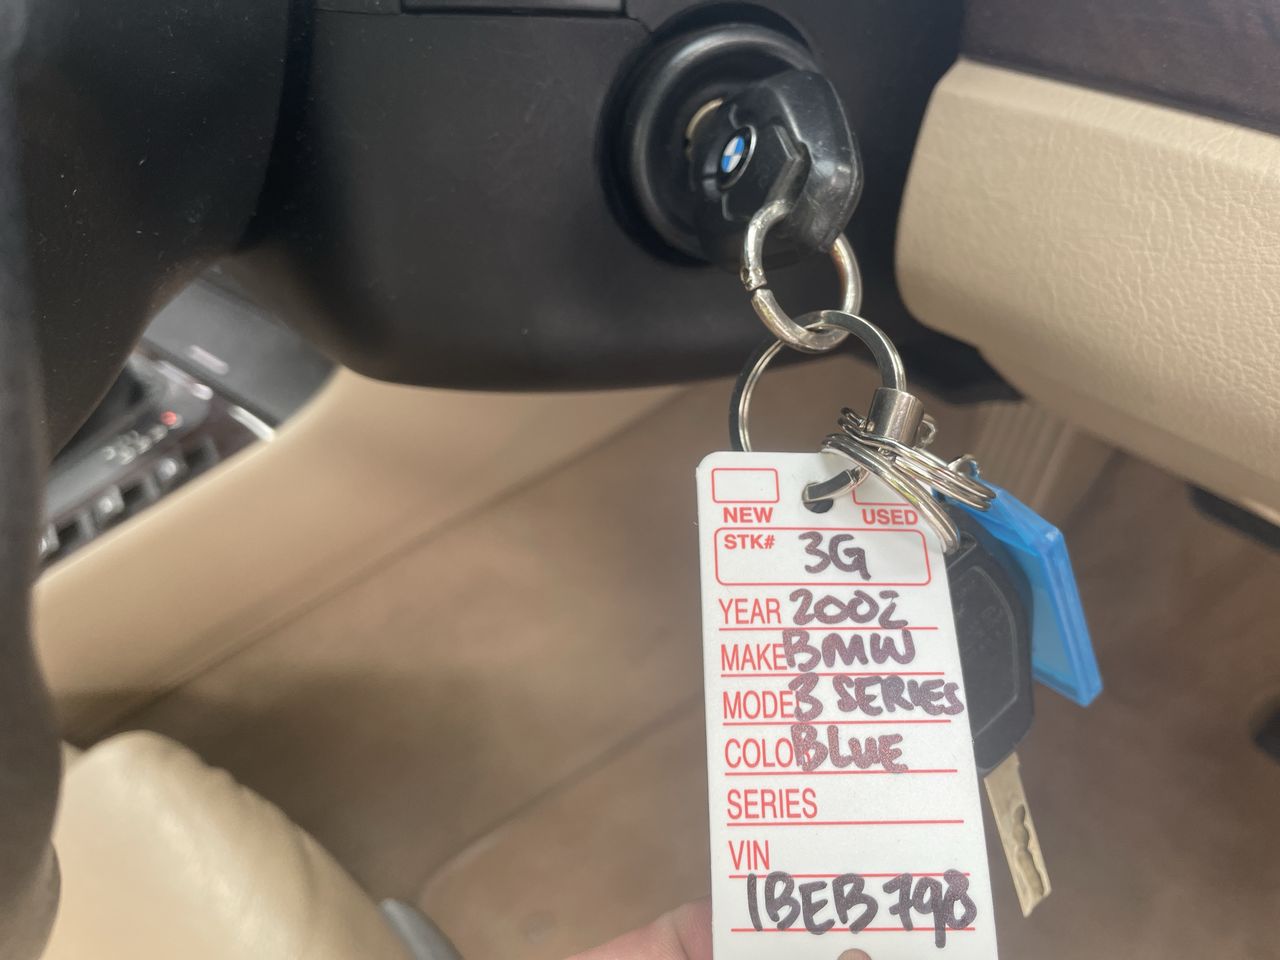 NEW USED
STK# 3G
YEAR 2002
MAKE BMW
MODE 3 SERIES
COLO BLUE
SERIES
VIN
1BEB798